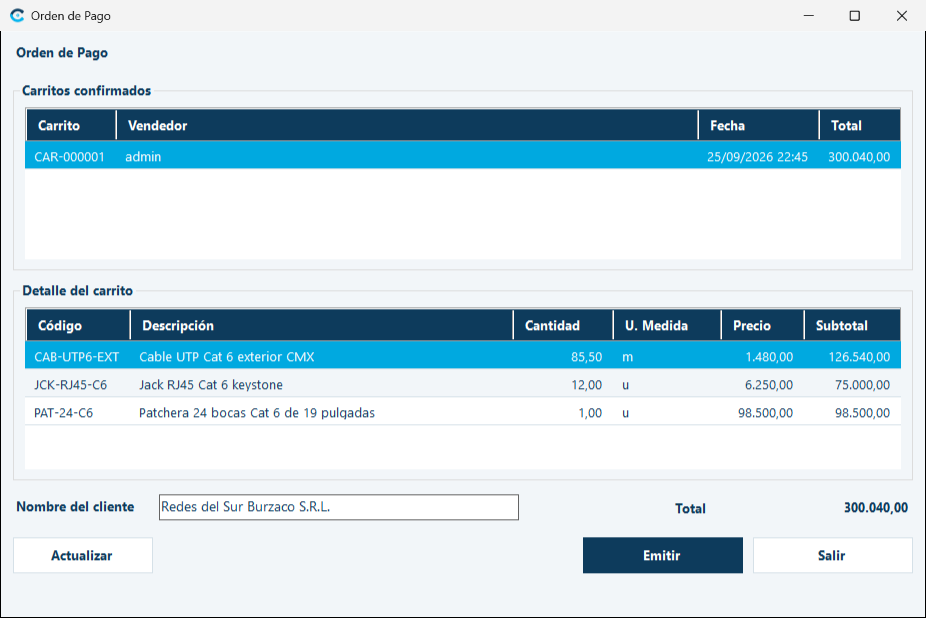 Orden de Pago
Orden de Pago
Carritos confirmados
Carrito Vendedor Fecha Total
CAR-000001 admin 25/09/2026 22:45 300.040,00
Detalle del carrito
Código Descripción Cantidad U. Medida Precio Subtotal
CAB-UTP6-EXT Cable UTP Cat 6 exterior CMX 85,50 m 1.480,00 126.540,00
JCK-RJ45-C6 Jack RJ45 Cat 6 keystone 12,00 u 6.250,00 75.000,00
PAT-24-C6 Patchera 24 bocas Cat 6 de 19 pulgadas 1,00 u 98.500,00 98.500,00
Nombre del cliente Redes del Sur Burzaco S.R.L. Total 300.040,00
Actualizar Emitir Salir